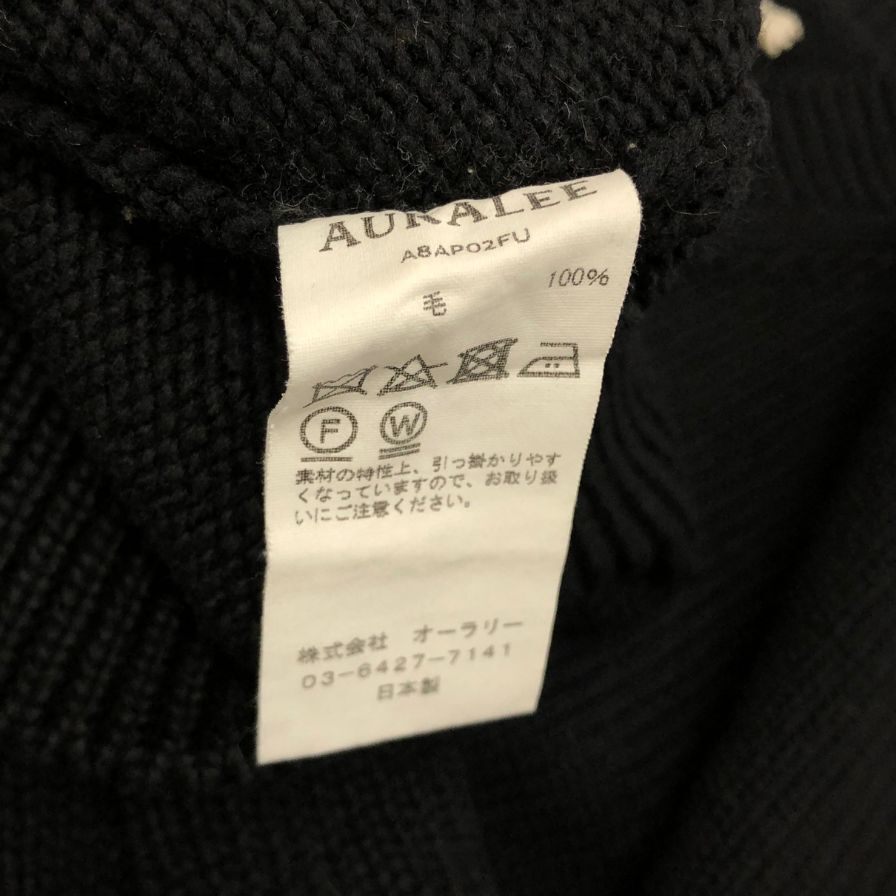 AURALEE
A8AP02FU
毛 100%
F W
素材の特性上、引っ掛かりやす
くなっていますので、お取り扱
いにご注意ください。
株式会社 オーラリー
03-6427-7141
日本製